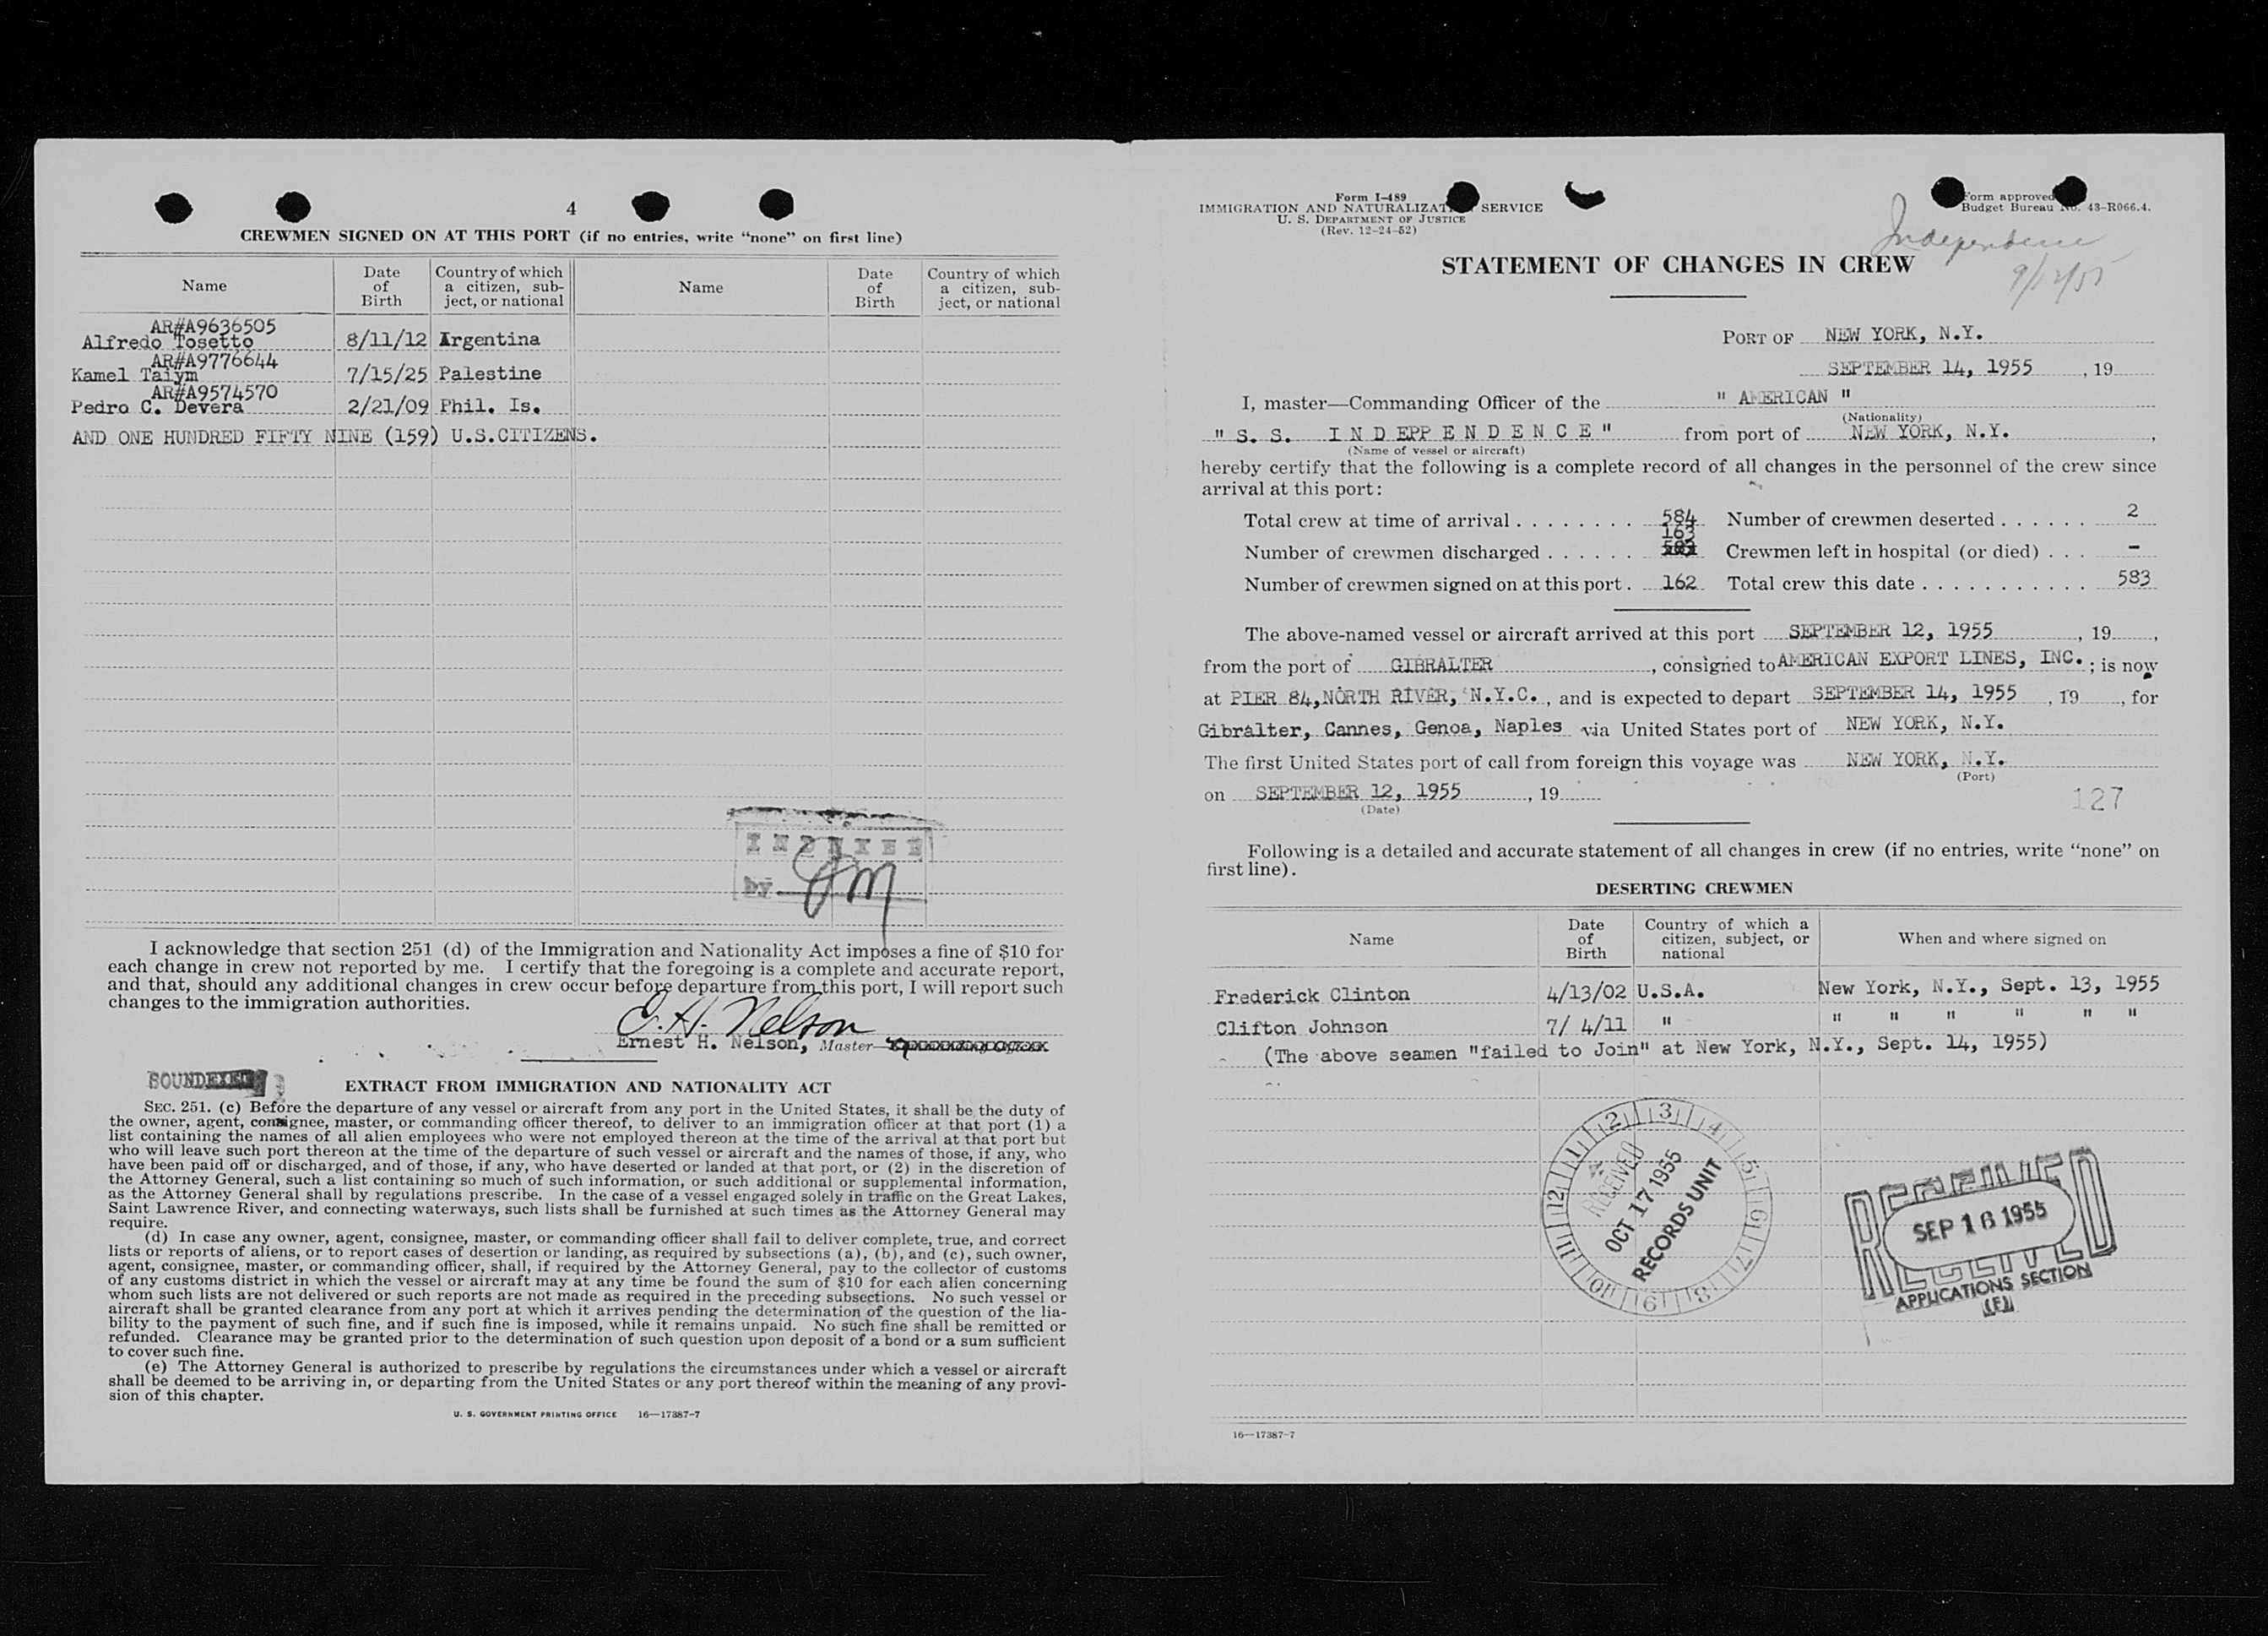 4
CREWMEN SIGNED ON AT THIS PORT (if no entries, write "none" on first line)
Name
Date of Birth
Country of which a citizen, subject, or national
Name
Date of Birth
Country of which a citizen, subject, or national
AR#A9636505
Alfredo Tosetto 8/11/12 Argentina
AR#A9776644
Kamel Taiym 7/15/25 Palestine
AR#A9574570
Pedro C. Devera 2/21/09 Phil. Is.
AND ONE HUNDRED FIFTY NINE (159) U.S.CITIZENS.
INDEXED
by JM
I acknowledge that section 251 (d) of the Immigration and Nationality Act imposes a fine of $10 for
each change in crew not reported by me. I certify that the foregoing is a complete and accurate report,
and that, should any additional changes in crew occur before departure from this port, I will report such
changes to the immigration authorities.
E. H. Nelson
Ernest H. Nelson, Master
SOUNDEXED
EXTRACT FROM IMMIGRATION AND NATIONALITY ACT
SEC. 251. (c) Before the departure of any vessel or aircraft from any port in the United States, it shall be the duty of
the owner, agent, consignee, master, or commanding officer thereof, to deliver to an immigration officer at that port (1) a
list containing the names of all alien employees who were not employed thereon at the time of the arrival at that port but
who will leave such port thereon at the time of the departure of such vessel or aircraft and the names of those, if any, who
have been paid off or discharged, and of those, if any, who have deserted or landed at that port, or (2) in the discretion of
the Attorney General, such a list containing so much of such information, or such additional or supplemental information,
as the Attorney General shall by regulations prescribe. In the case of a vessel engaged solely in traffic on the Great Lakes,
Saint Lawrence River, and connecting waterways, such lists shall be furnished at such times as the Attorney General may
require.
(d) In case any owner, agent, consignee, master, or commanding officer shall fail to deliver complete, true, and correct
lists or reports of aliens, or to report cases of desertion or landing, as required by subsections (a), (b), and (c), such owner,
agent, consignee, master, or commanding officer, shall, if required by the Attorney General, pay to the collector of customs
of any customs district in which the vessel or aircraft may at any time be found the sum of $10 for each alien concerning
whom such lists are not delivered or such reports are not made as required in the preceding subsections. No such vessel or
aircraft shall be granted clearance from any port at which it arrives pending the determination of the question of the lia-
bility to the payment of such fine, and if such fine is imposed, while it remains unpaid. No such fine shall be remitted or
refunded. Clearance may be granted prior to the determination of such question upon deposit of a bond or a sum sufficient
to cover such fine.
(e) The Attorney General is authorized to prescribe by regulations the circumstances under which a vessel or aircraft
shall be deemed to be arriving in, or departing from the United States or any port thereof within the meaning of any provi-
sion of this chapter.
U. S. GOVERNMENT PRINTING OFFICE 16—17387-7
Form I-489
IMMIGRATION AND NATURALIZATION SERVICE
U. S. DEPARTMENT OF JUSTICE
(Rev. 12-24-52)
Form approved
Budget Bureau No. 43-R066.4.
Independence
9/12/55
STATEMENT OF CHANGES IN CREW
PORT OF NEW YORK, N.Y.
SEPTEMBER 14, 1955, 19
I, master—Commanding Officer of the " AMERICAN "
(Nationality)
" S. S. I N D EPP E N D E N C E " from port of NEW YORK, N.Y.,
(Name of vessel or aircraft)
hereby certify that the following is a complete record of all changes in the personnel of the crew since
arrival at this port:
Total crew at time of arrival . . . . . . . . 584 Number of crewmen deserted . . . . . . 2
163
Number of crewmen discharged . . . . . . Crewmen left in hospital (or died) . . . -
Number of crewmen signed on at this port . 162 Total crew this date . . . . . . . . . . . 583
The above-named vessel or aircraft arrived at this port SEPTEMBER 12, 1955, 19,
from the port of GIBRALTER, consigned to AMERICAN EXPORT LINES, INC. ; is now
at PIER 84, NORTH RIVER, N.Y.C., and is expected to depart SEPTEMBER 14, 1955, 19, for
Gibralter, Cannes, Genoa, Naples via United States port of NEW YORK, N.Y.
The first United States port of call from foreign this voyage was NEW YORK, N.Y.
(Port)
on SEPTEMBER 12, 1955, 19
(Date)
127
Following is a detailed and accurate statement of all changes in crew (if no entries, write "none" on
first line).
DESERTING CREWMEN
Name
Date of Birth
Country of which a citizen, subject, or national
When and where signed on
Frederick Clinton 4/13/02 U.S.A. New York, N.Y., Sept. 13, 1955
Clifton Johnson 7/ 4/11 " " " " " " "
(The above seamen "failed to Join" at New York, N.Y., Sept. 14, 1955)
1 2 3 4 5 6 7 8 9 10 11 12
RECEIVED
OCT 17 1955
RECORDS UNIT
RECEIVED
SEP 16 1955
APPLICATIONS SECTION
16—17387-7